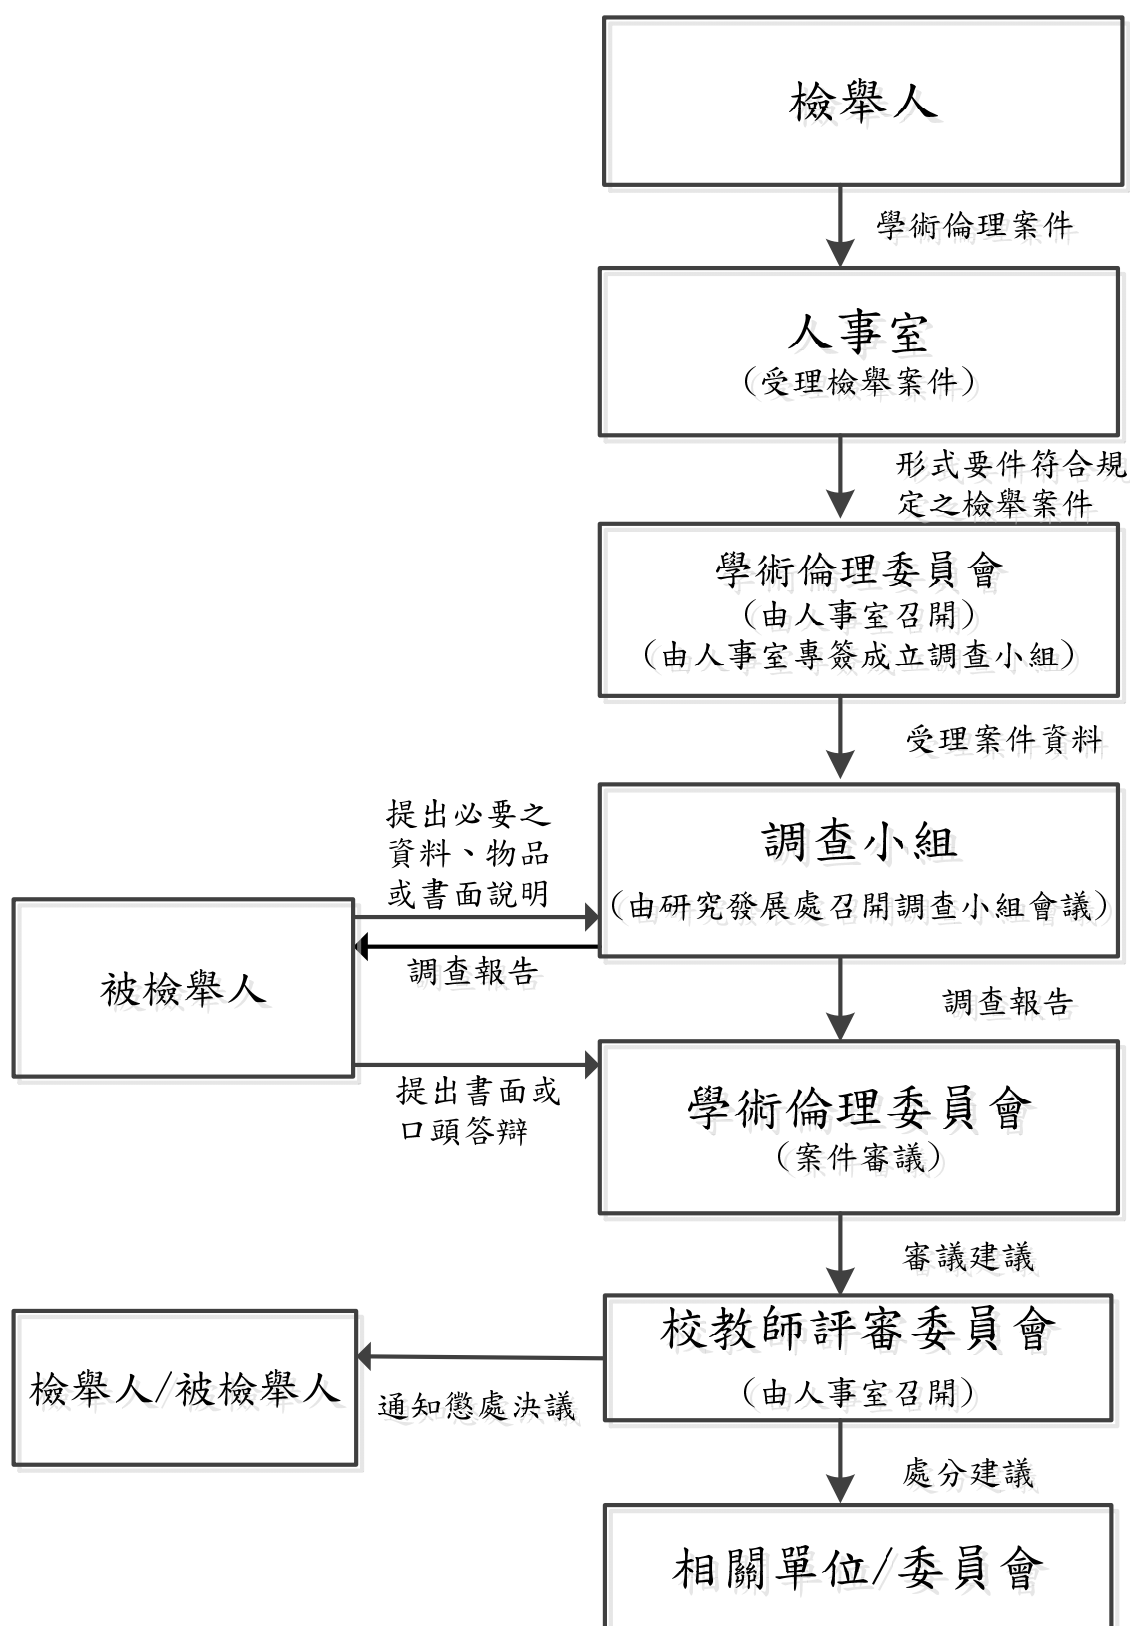 檢舉人
學術倫理案件
人事室
（受理檢舉案件）
形式要件符合規
定之檢舉案件
學術倫理委員會
（由人事室召開）
（由人事室專簽成立調查小組）
受理案件資料
調查小組
（由研究發展處召開調查小組會議）
提出必要之
資料、物品
或書面說明
調查報告
被檢舉人
調查報告
提出書面或
口頭答辯
學術倫理委員會
（案件審議）
審議建議
校教師評審委員會
（由人事室召開）
通知懲處決議
檢舉人/被檢舉人
處分建議
相關單位/委員會